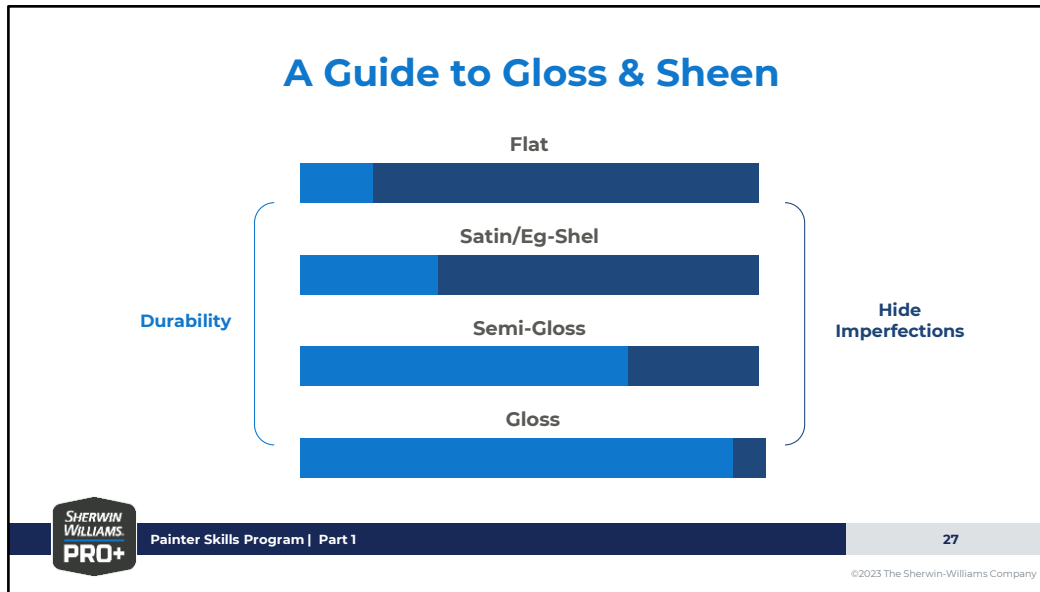 A Guide to Gloss & Sheen
Flat
Satin/Eg-Shel
Durability
Semi-Gloss
Hide
Imperfections
Gloss
SHERWIN
WILLIAMS.
PRO+
Painter Skills Program | Part 1
27
©2023 The Sherwin-Williams Company